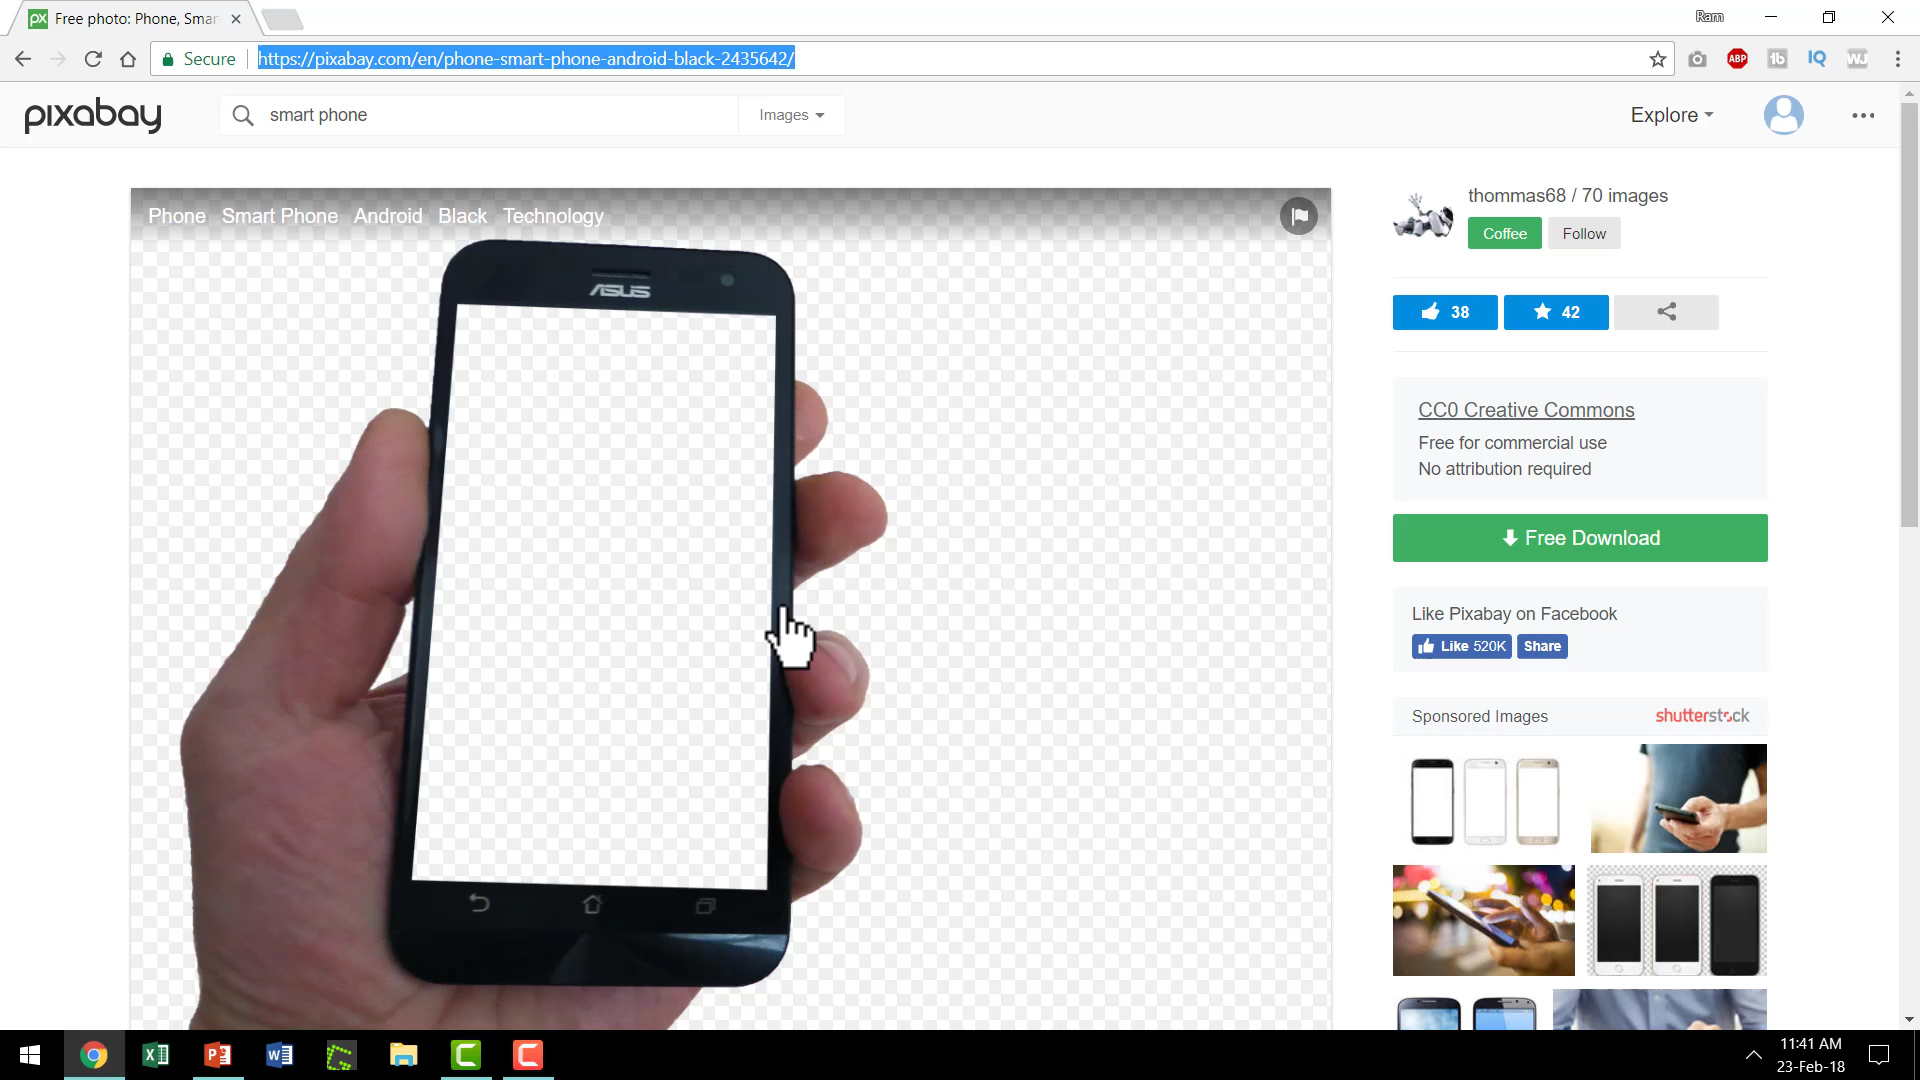 Free photo: Phone, Smar
Ram
Secure
https://pixabay.com/en/phone-smart-phone-android-black-2435642/
ABP
IQ
pixabay
smart phone
Images
Explore
Phone Smart Phone Android Black Technology
ASUS
thommas68 / 70 images
Coffee
Follow
38
42
CC0 Creative Commons
Free for commercial use
No attribution required
Free Download
Like Pixabay on Facebook
Like 520K
Share
Sponsored Images
shutterstock
11:41 AM
23-Feb-18